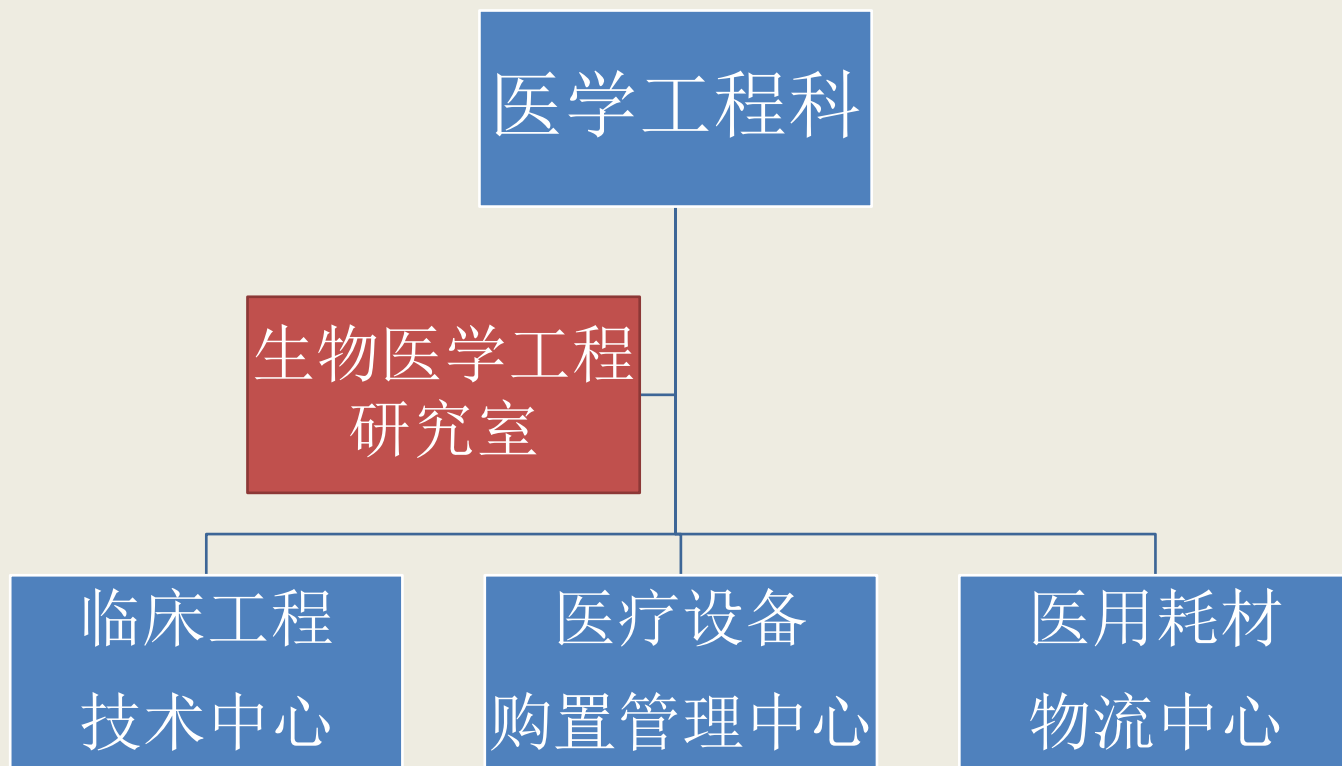 医学工程科
生物医学工程
研究室
临床工程
技术中心
医疗设备
购置管理中心
医用耗材
物流中心